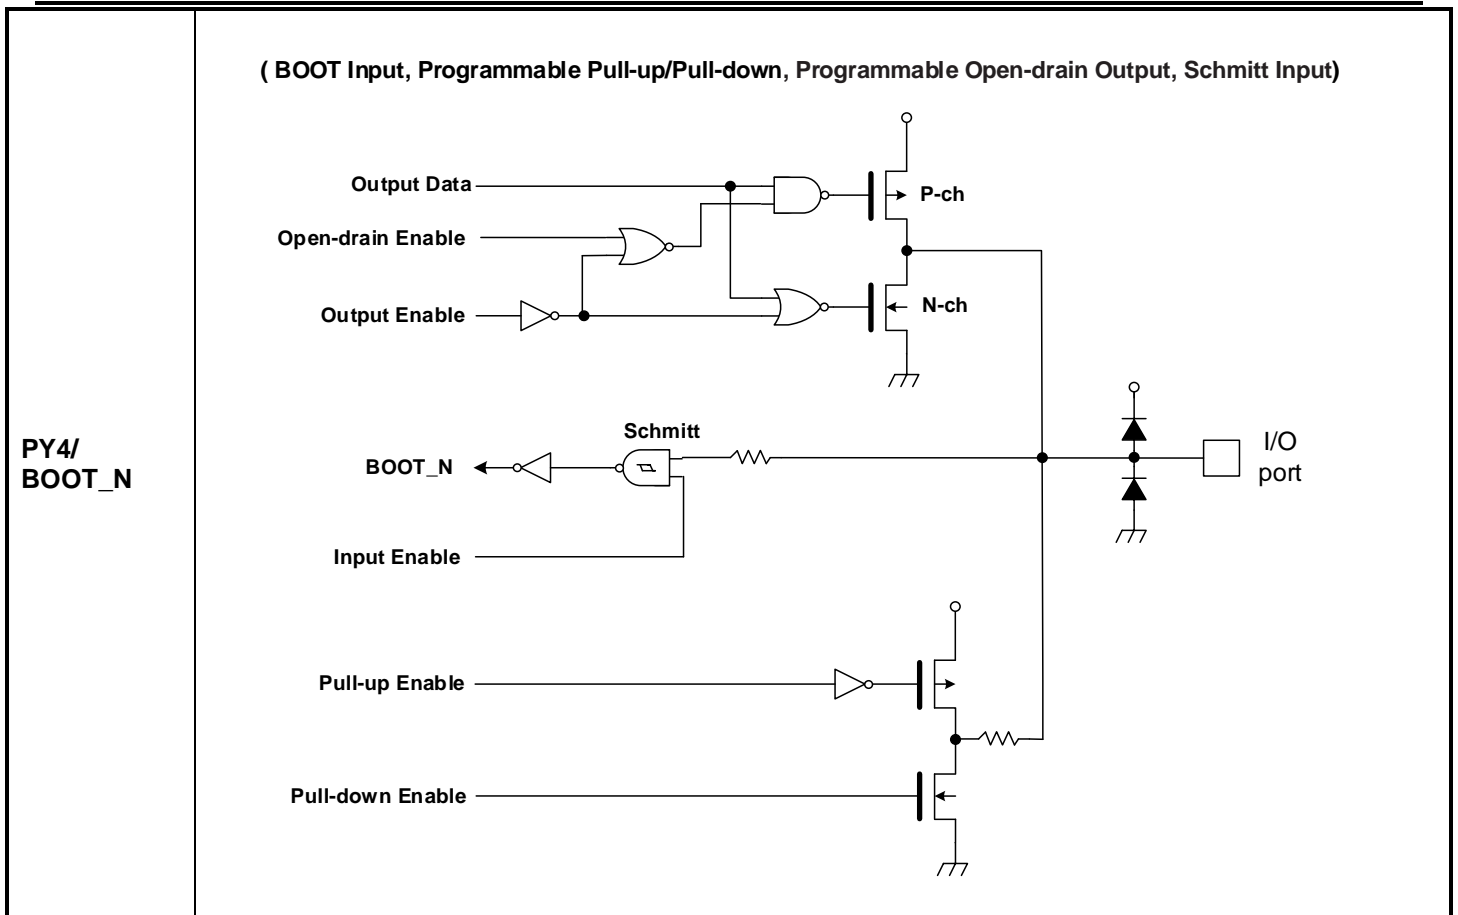 ( BOOT Input, Programmable Pull-up/Pull-down, Programmable Open-drain Output, Schmitt Input)
Output Data
P-ch
Open-drain Enable
Output Enable
N-ch
PY4/
BOOT_N
Schmitt
BOOT_N
I/O
port
Input Enable
Pull-up Enable
Pull-down Enable